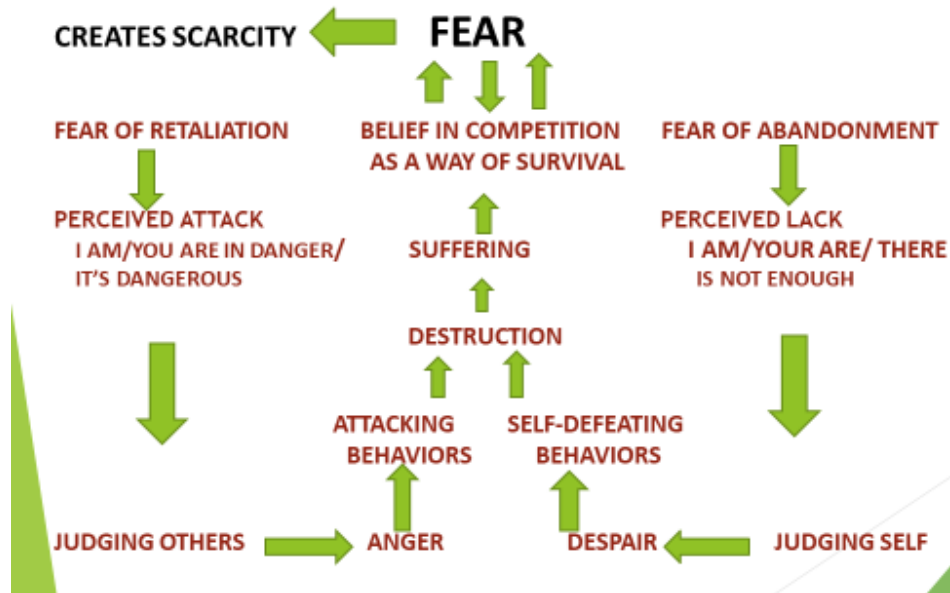 CREATES SCARCITY
FEAR
FEAR OF RETALIATION
BELIEF IN COMPETITION
AS A WAY OF SURVIVAL
FEAR OF ABANDONMENT
PERCEIVED ATTACK
I AM/YOU ARE IN DANGER/
IT'S DANGEROUS
SUFFERING
PERCEIVED LACK
I AM/YOUR ARE/ THERE
IS NOT ENOUGH
DESTRUCTION
ATTACKING
BEHAVIORS
SELF-DEFEATING
BEHAVIORS
JUDGING OTHERS
ANGER
DESPAIR
JUDGING SELF